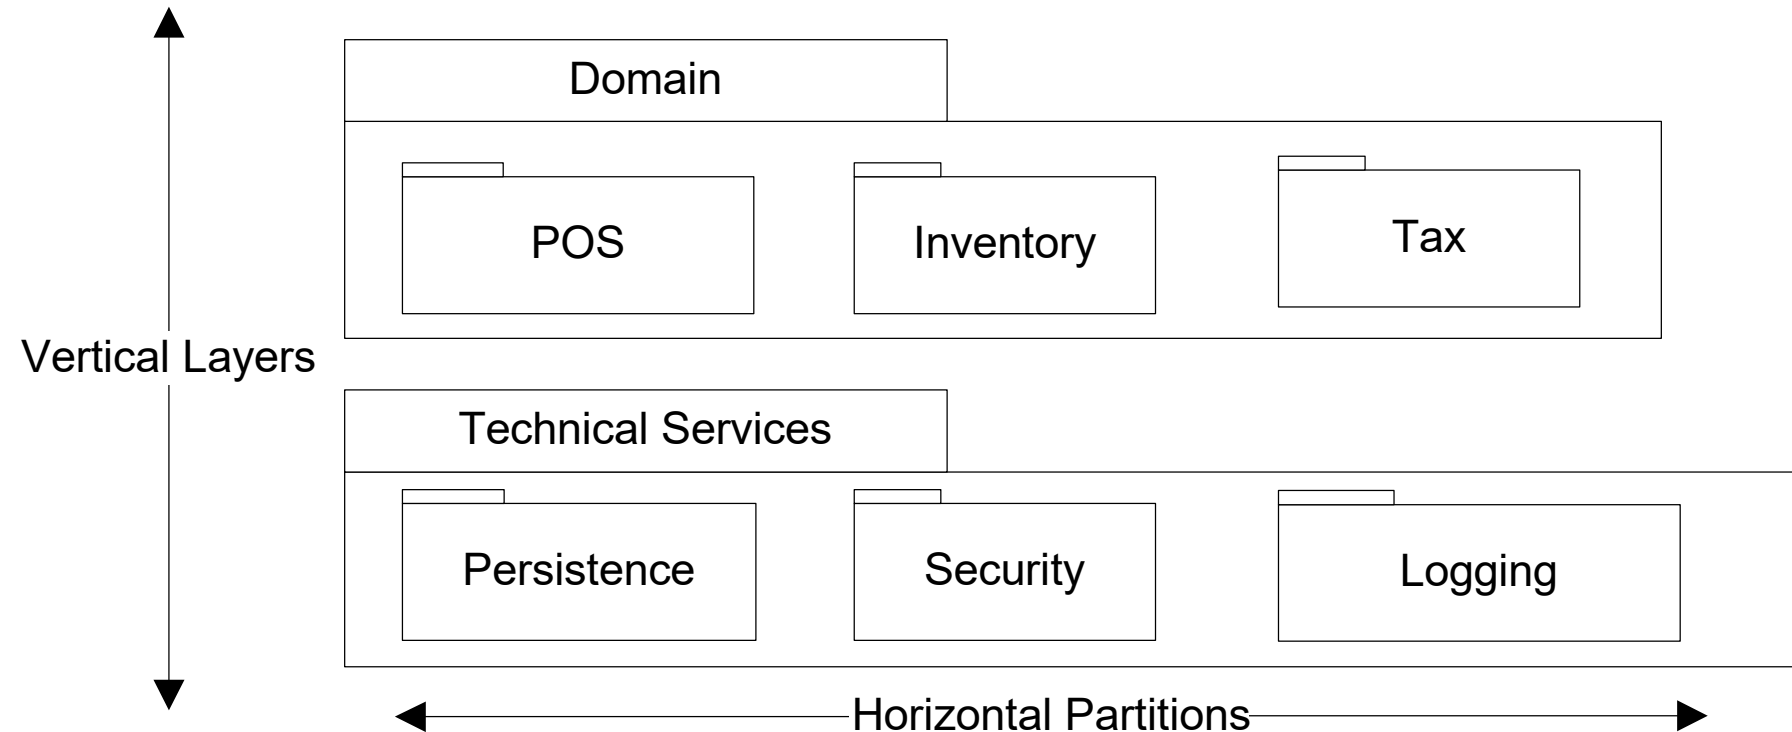 Domain
POS
Inventory
Tax
Vertical Layers
Technical Services
Persistence
Security
Logging
Horizontal Partitions